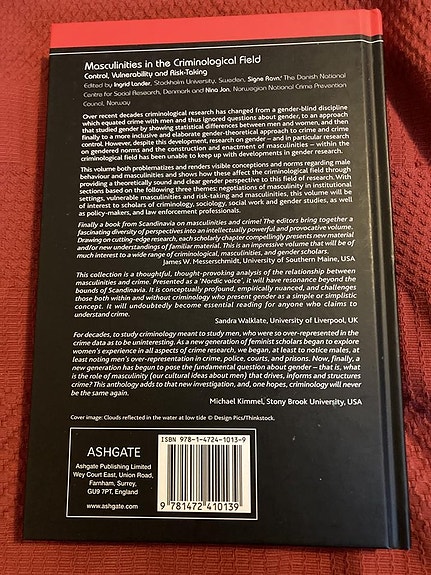 Masculinities in the Criminological Field
Control, Vulnerability and Risk-Taking
Edited by Ingrid Lander, Stockholm University, Sweden, Signe Ravn, The Danish National
Centre for Social Research, Denmark and Nina Jon, Norwegian National Crime Prevention
Council, Norway
Over recent decades criminological research has changed from a gender-blind discipline
which equated crime with men and thus ignored questions about gender, to an approach
that studied gender by showing statistical differences between men and women, and then
finally to a more inclusive and elaborate gender-theoretical approach to crime and crime
control. However, despite this development, research on gender – and in particular research
on gendered norms and the construction and enactment of masculinities – within the
criminological field has been unable to keep up with developments in gender research.
This volume both problematizes and renders visible conceptions and norms regarding male
behaviour and masculinities and shows how these affect the criminological field through
providing a theoretically sound and clear gender perspective to this field of research. With
sections based on the following three themes: negotiations of masculinity in institutional
settings, vulnerable masculinities and risk-taking and masculinities, this volume will be
of interest to scholars of criminology, sociology, social work and gender studies, as well
as policy-makers, and law enforcement professionals.
Finally a book from Scandinavia on masculinities and crime! The editors bring together a
fascinating diversity of perspectives into an intellectually powerful and provocative volume.
Drawing on cutting-edge research, each scholarly chapter compellingly presents new material
and/or new understandings of familiar material. This is an impressive volume that will be of
much interest to a wide range of criminological, masculinities, and gender scholars.
James W. Messerschmidt, University of Southern Maine, USA
This collection is a thoughtful, thought-provoking analysis of the relationship between
masculinities and crime. Presented as a 'Nordic voice', it will have resonance beyond the
bounds of Scandinavia. It is conceptually profound, empirically nuanced, and challenges
those both within and without criminology who present gender as a simple or simplistic
concept. It will undoubtedly become essential reading for anyone who claims to
understand crime.
Sandra Walklate, University of Liverpool, UK
For decades, to study criminology meant to study men, who were so over-represented in the
crime data as to be uninteresting. As a new generation of feminist scholars began to explore
women's experience in all aspects of crime research, we began, at least to notice males, at
least noting men's over-representation in crime, police, courts, and prisons. Now, finally, a
new generation has begun to pose the fundamental question about gender – that is, what
is the role of masculinity (our cultural ideas about men) that drives, informs and structures
crime? This anthology adds to that new investigation, and, one hopes, criminology will never
be the same again.
Michael Kimmel, Stony Brook University, USA
Cover image: Clouds reflected in the water at low tide © Design Pics/Thinkstock.
ASHGATE
Ashgate Publishing Limited
Wey Court East, Union Road,
Farnham, Surrey,
GU9 7PT, England
www.ashgate.com
ISBN 978-1-4724-1013-9
9 781472 410139